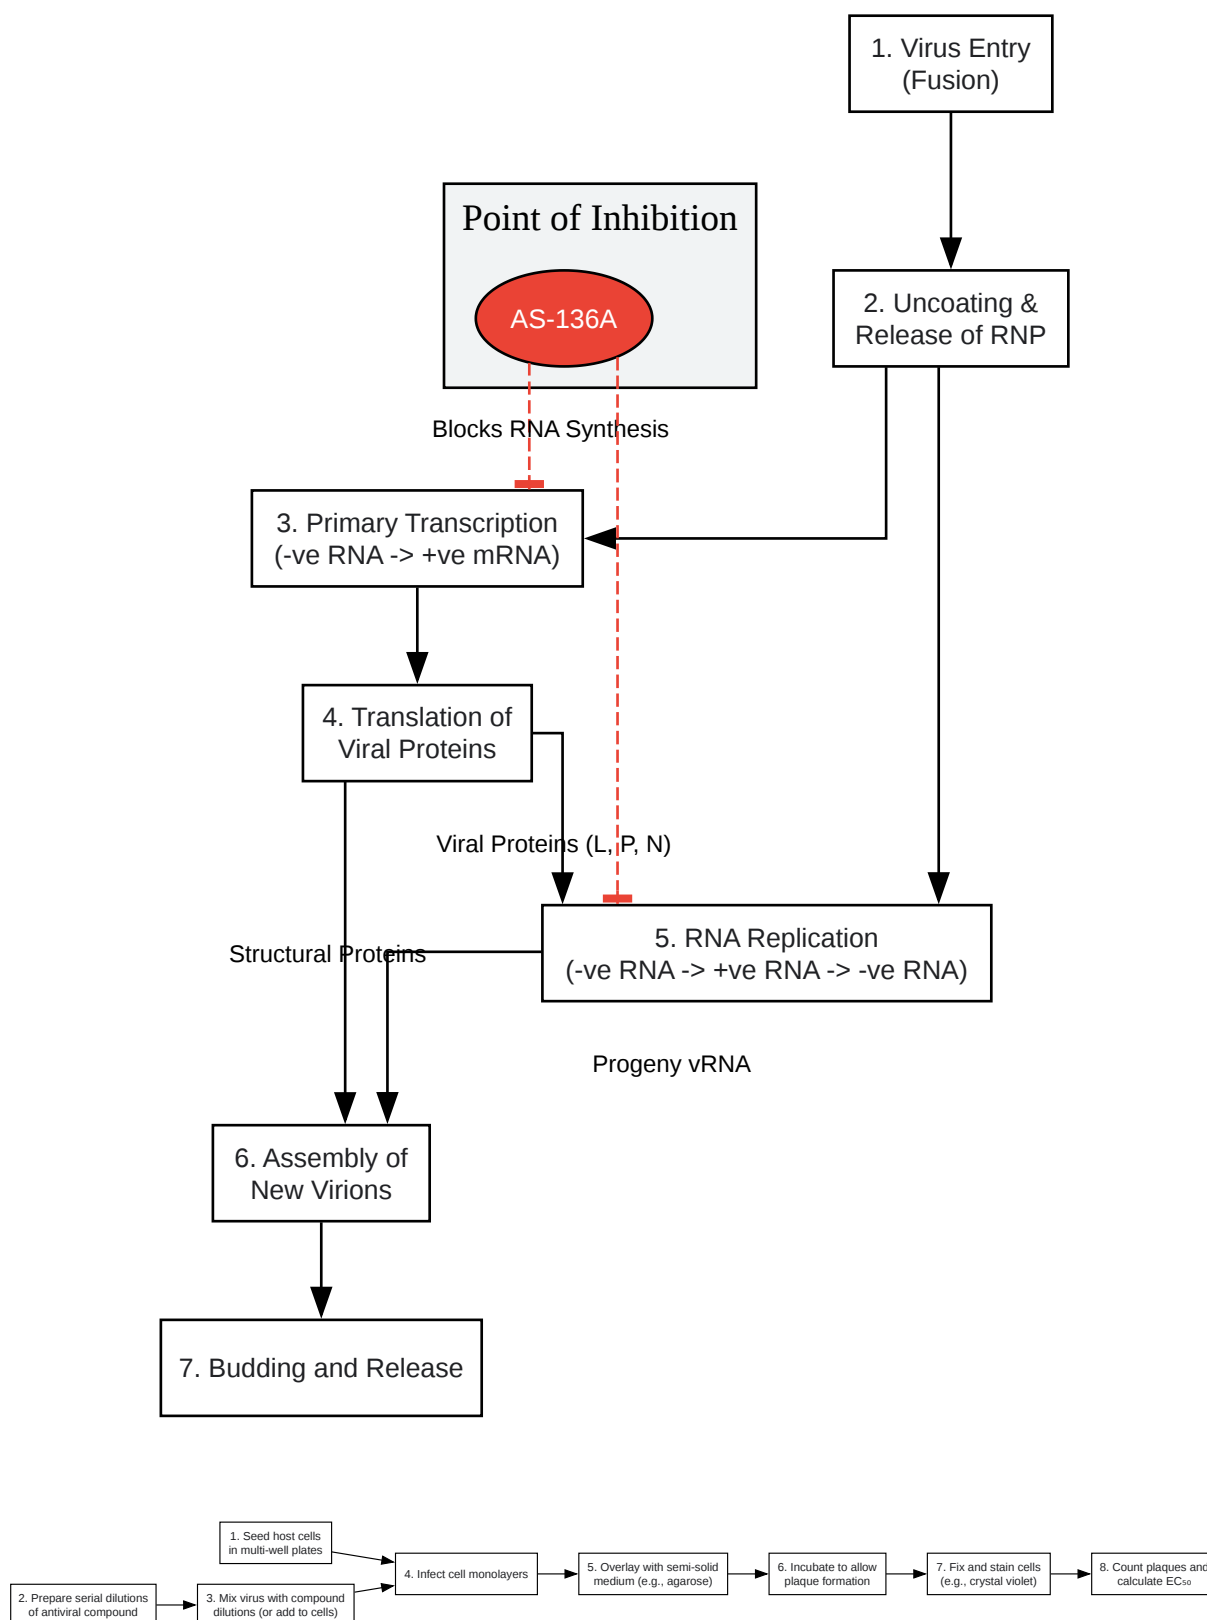 1. Virus Entry
(Fusion)
Point of Inhibition
AS-136A
2. Uncoating &
Release of RNP
Blocks RNA Synthesis
3. Primary Transcription
(-ve RNA -> +ve mRNA)
4. Translation of
Viral Proteins
Viral Proteins (L, P, N)
5. RNA Replication
(-ve RNA -> +ve RNA -> -ve RNA)
Structural Proteins
Progeny vRNA
6. Assembly of
New Virions
7. Budding and Release
1. Seed host cells
in multi-well plates
2. Prepare serial dilutions
of antiviral compound
3. Mix virus with compound
dilutions (or add to cells)
4. Infect cell monolayers
5. Overlay with semi-solid
medium (e.g., agarose)
6. Incubate to allow
plaque formation
7. Fix and stain cells
(e.g., crystal violet)
8. Count plaques and
calculate EC₅₀